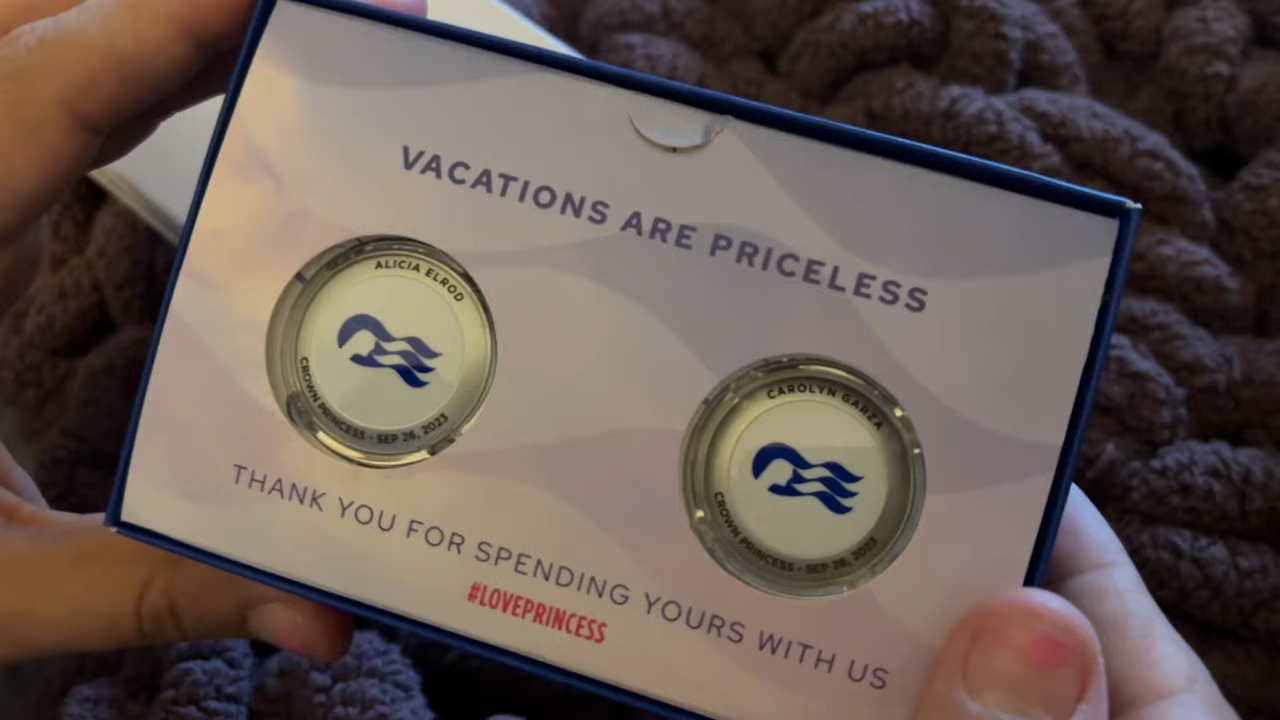 VACATIONS ARE PRICELESS
ALICIA ELROD
CROWN PRINCESS • SEP 26, 2023
CAROLYN GARZA
CROWN PRINCESS • SEP 26, 2023
THANK YOU FOR SPENDING YOURS WITH US
#LOVEPRINCESS